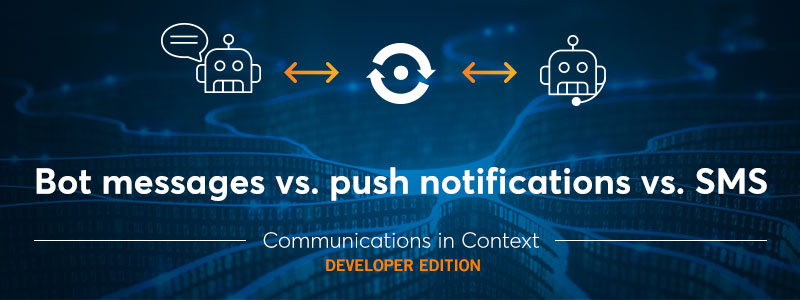 Bot messages vs. push notifications vs. SMS
Communications in Context
DEVELOPER EDITION